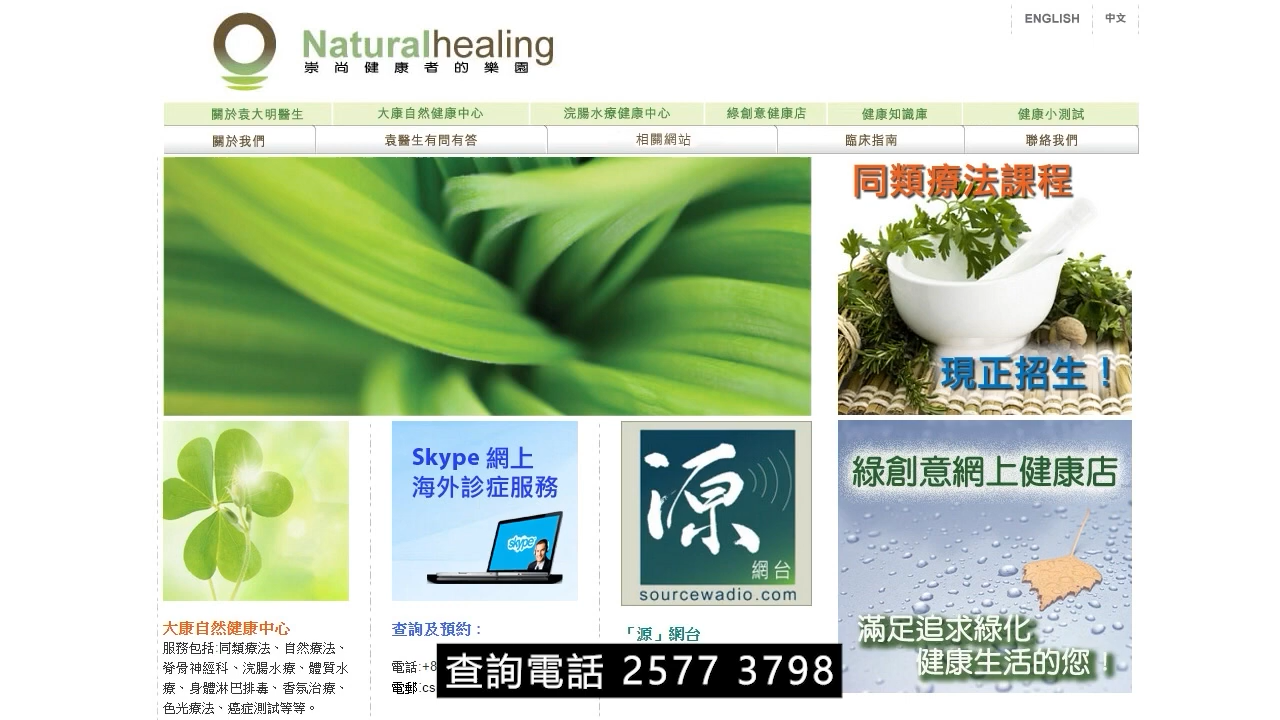 ENGLISH 中文
Naturalhealing
崇尚健康者的樂園
關於袁大明醫生 大康自然健康中心 浣腸水療健康中心 綠創意健康店 健康知識庫 健康小測試
關於我們 袁醫生有問有答 相關網站 臨床指南 聯絡我們
同類療法課程
現正招生！
Skype 網上
海外診症服務
skype
源
網台
sourcewadio.com
綠創意網上健康店
滿足追求綠化
健康生活的您！
大康自然健康中心
服務包括:同類療法、自然療法、
脊骨神經科、浣腸水療、體質水
療、身體淋巴排毒、香氛治療、
色光療法、癌症測試等等。
查詢及預約：
電話:+8
電郵:cs
「源」網台
查詢電話 2577 3798